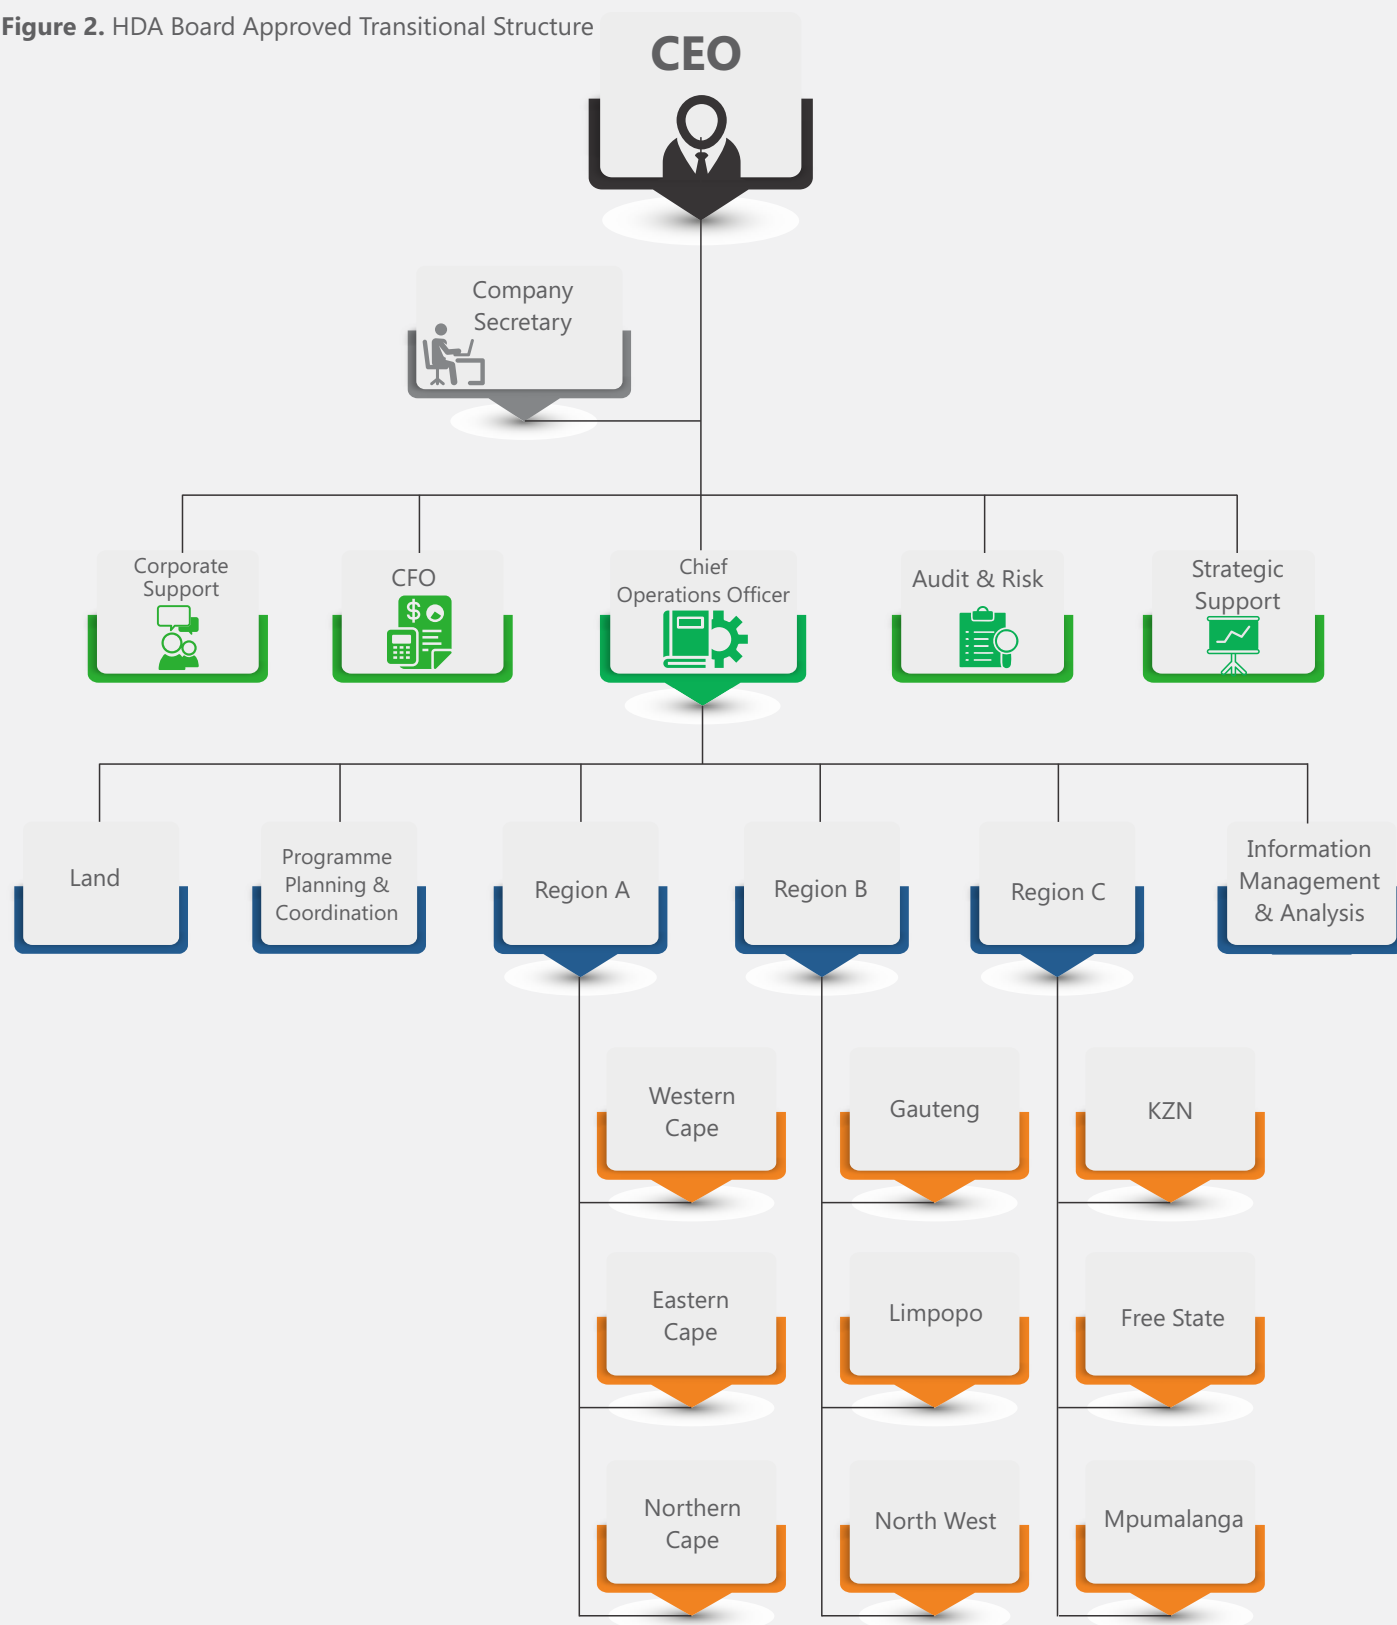 Figure 2. HDA Board Approved Transitional Structure
CEO
Company
Secretary
Corporate
Support
CFO
$
Chief
Operations Officer
Audit & Risk
Strategic
Support
Land
Programme
Planning &
Coordination
Region A
Region B
Region C
Information
Management
& Analysis
Western
Cape
Gauteng
KZN
Eastern
Cape
Limpopo
Free State
Northern
Cape
North West
Mpumalanga